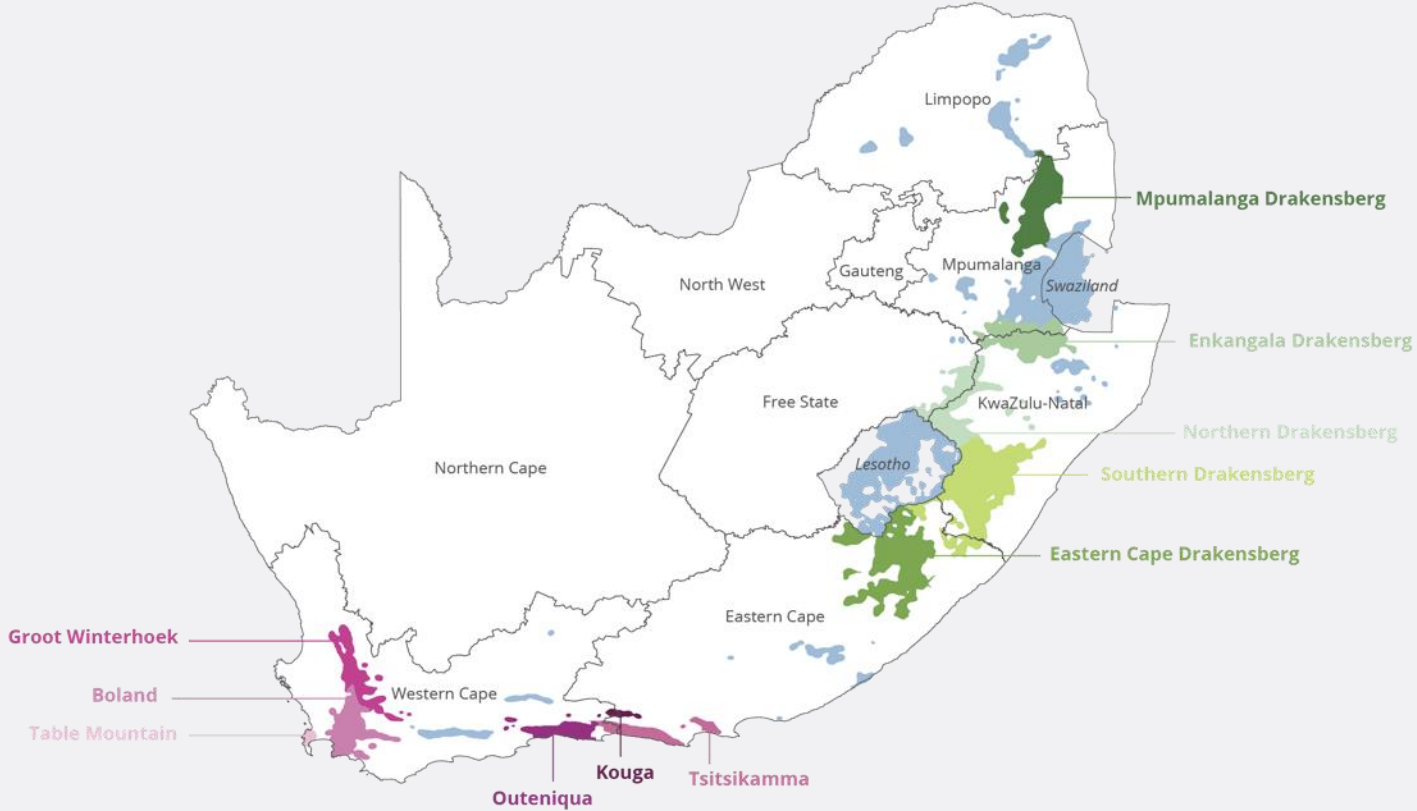 Limpopo
Mpumalanga Drakensberg
Mpumalanga
Gauteng
North West
Swaziland
Enkangala Drakensberg
Free State
KwaZulu-Natal
Northern Drakensberg
Northern Cape
Lesotho
Southern Drakensberg
Eastern Cape Drakensberg
Eastern Cape
Groot Winterhoek
Boland
Western Cape
Table Mountain
Kouga
Tsitsikamma
Outeniqua